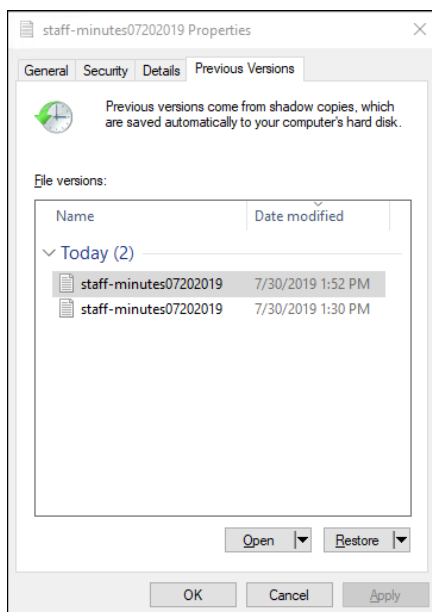 staff-minutes07202019 Properties
General Security Details Previous Versions
Previous versions come from shadow copies, which
are saved automatically to your computer's hard disk.
File versions:
Name Date modified
Today (2)
staff-minutes07202019 7/30/2019 1:52 PM
staff-minutes07202019 7/30/2019 1:30 PM
Open Restore
OK Cancel Apply